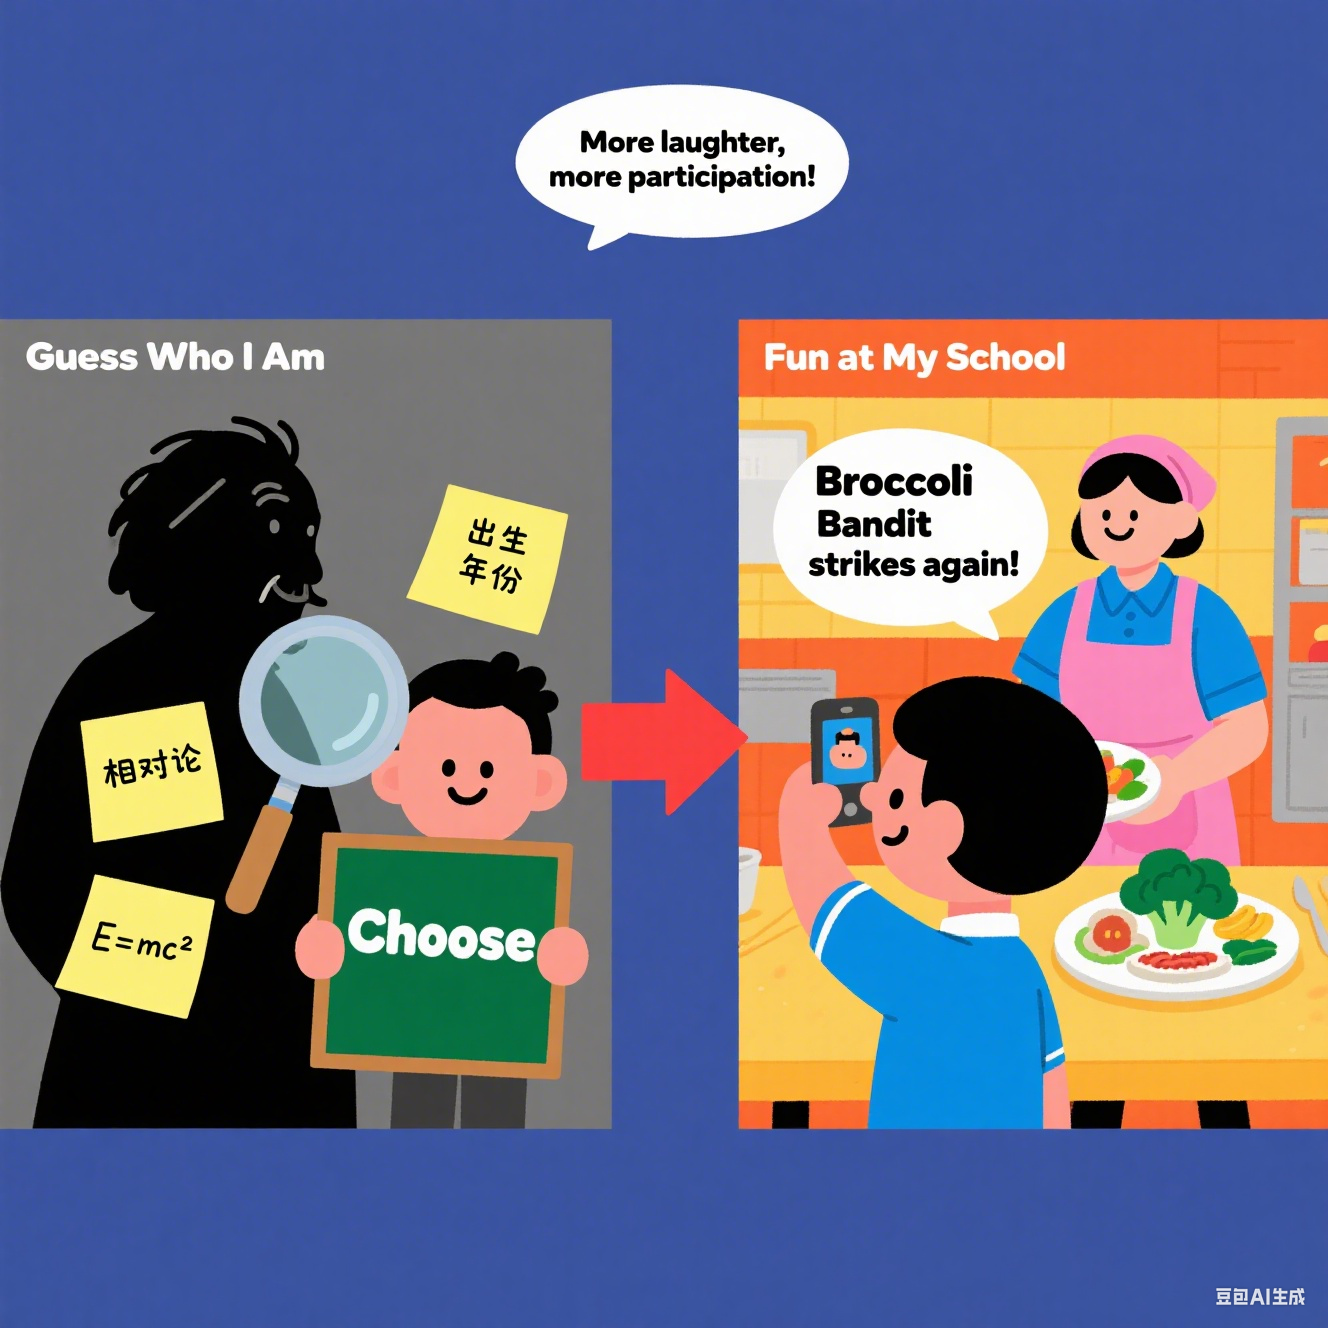 More laughter,
more participation!
Guess Who I Am
出生
年份
相对论
E=mc²
Choose
Fun at My School
Broccoli
Bandit
strikes again!
豆包AI生成